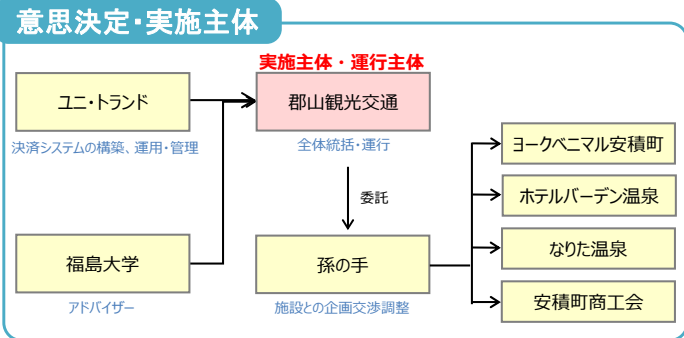 意思決定・実施主体
実施主体・運行主体
ユニ・トランド
決済システムの構築、運用・管理
郡山観光交通
全体統括・運行
委託
福島大学
アドバイザー
孫の手
施設との企画交渉調整
ヨークベニマル安積町
ホテルバーデン温泉
なりた温泉
安積町商工会